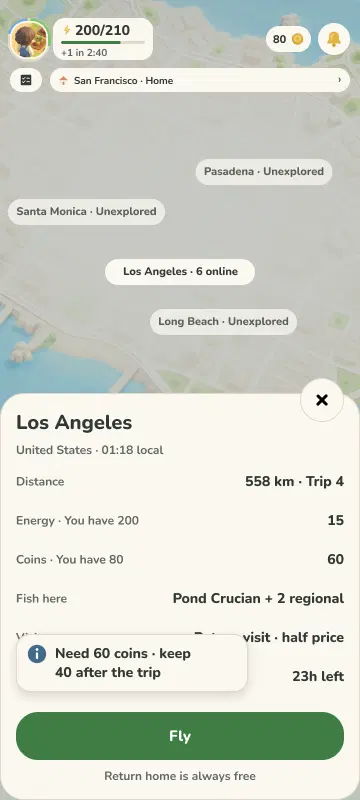 200/210
+1 in 2:40
80
San Francisco · Home
Pasadena · Unexplored
Santa Monica · Unexplored
Los Angeles · 6 online
Long Beach · Unexplored
Los Angeles
United States · 01:18 local
Distance 558 km · Trip 4
Energy · You have 200 15
Coins · You have 80 60
Fish here Pond Crucian + 2 regional
visit · half price
Need 60 coins · keep
40 after the trip
23h left
Fly
Return home is always free